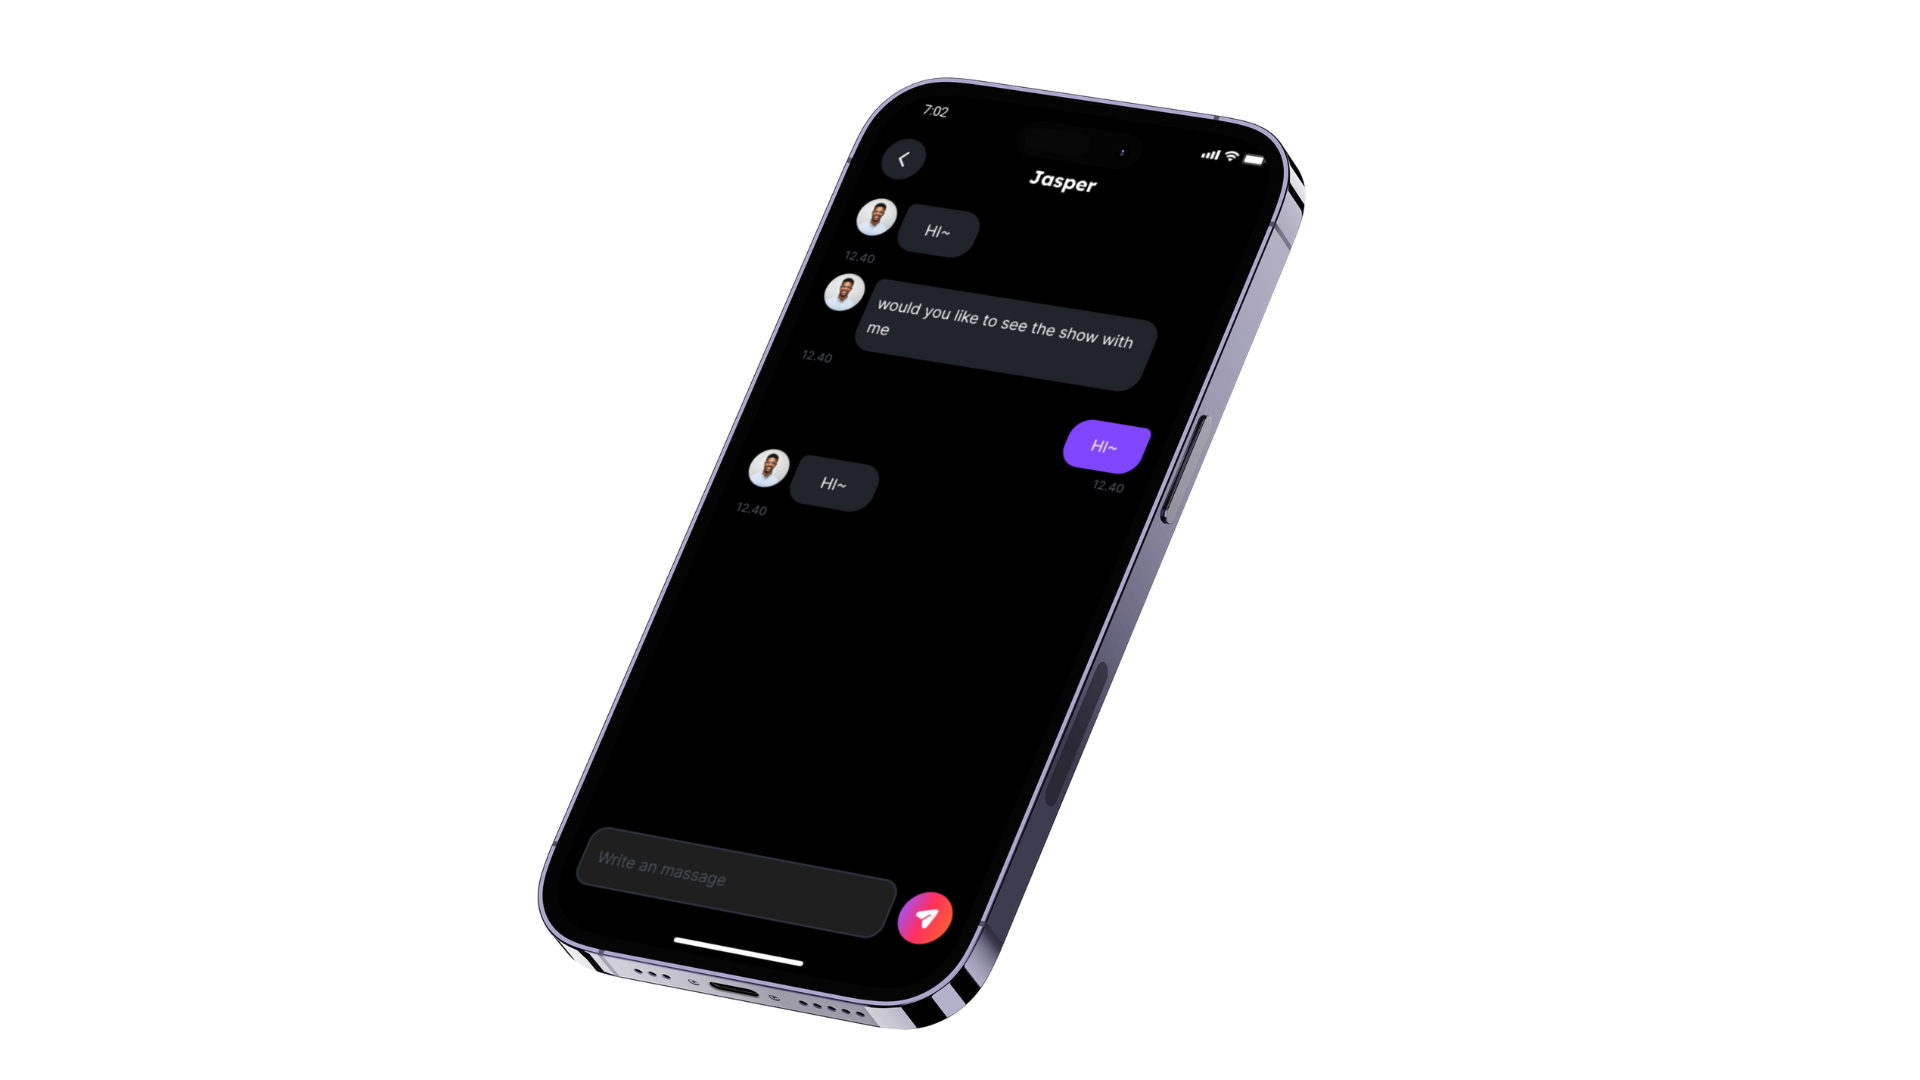 7:02
Jasper
HI~
12.40
would you like to see the show with
me
12.40
HI~
12.40
HI~
12.40
Write an massage